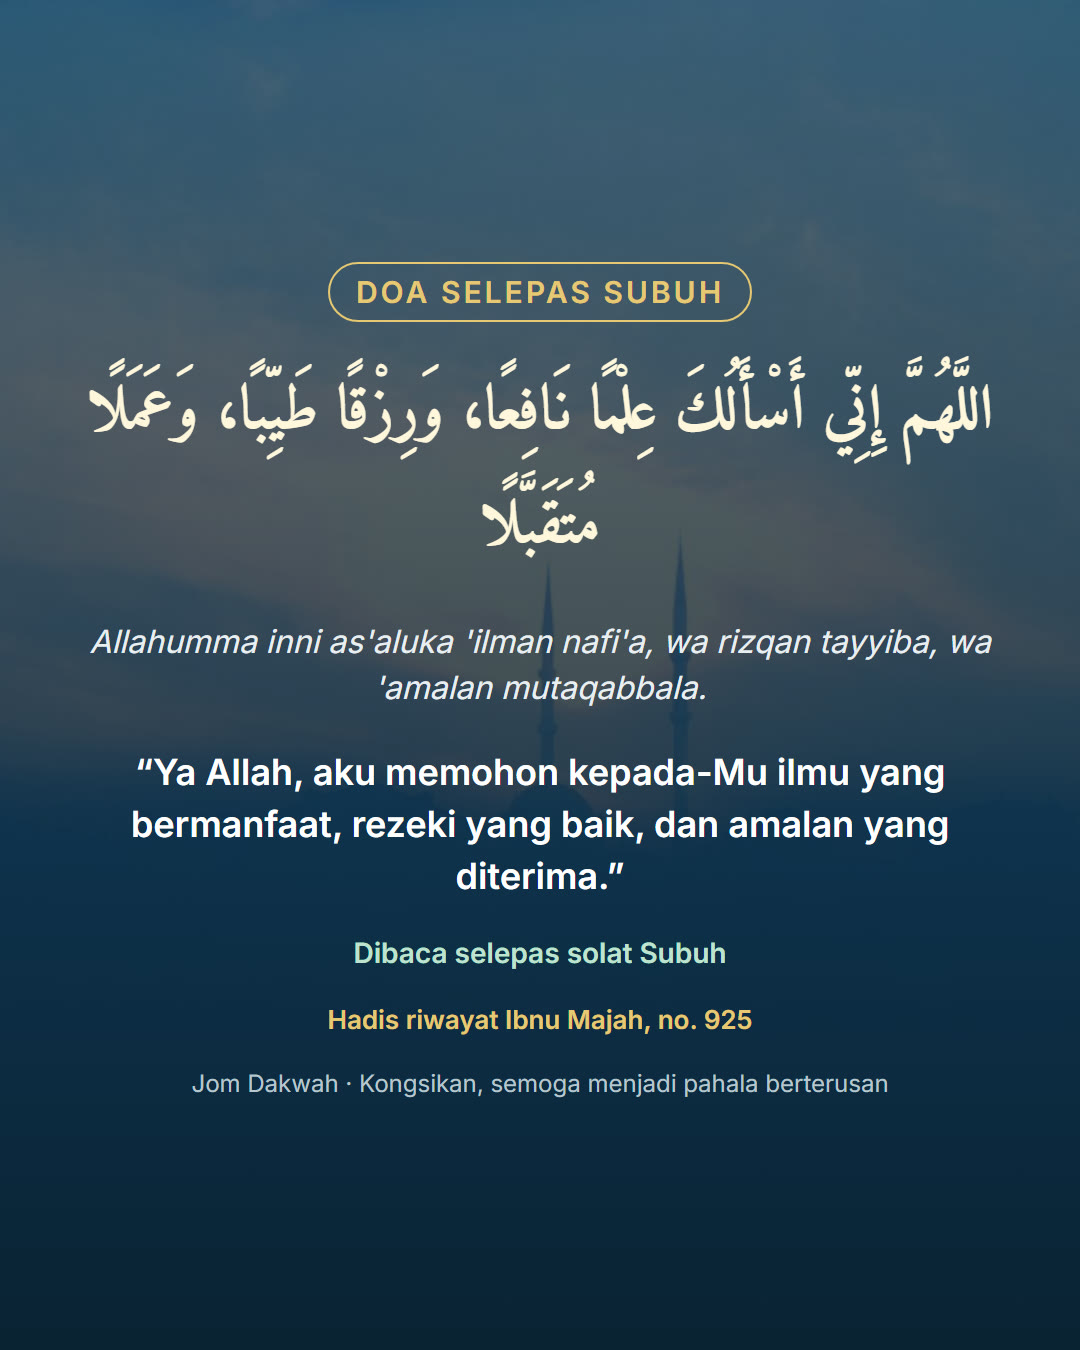 DOA SELEPAS SUBUH
اللَّهُمَّ إِنِّي أَسْأَلُكَ عِلْمًا نَافِعًا، وَرِزْقًا طَيِّبًا، وَعَمَلًا
مُتَقَبَّلًا
Allahumma inni as'aluka 'ilman nafi'a, wa rizqan tayyiba, wa
'amalan mutaqabbala.
“Ya Allah, aku memohon kepada-Mu ilmu yang
bermanfaat, rezeki yang baik, dan amalan yang
diterima.”
Dibaca selepas solat Subuh
Hadis riwayat Ibnu Majah, no. 925
Jom Dakwah · Kongsikan, semoga menjadi pahala berterusan